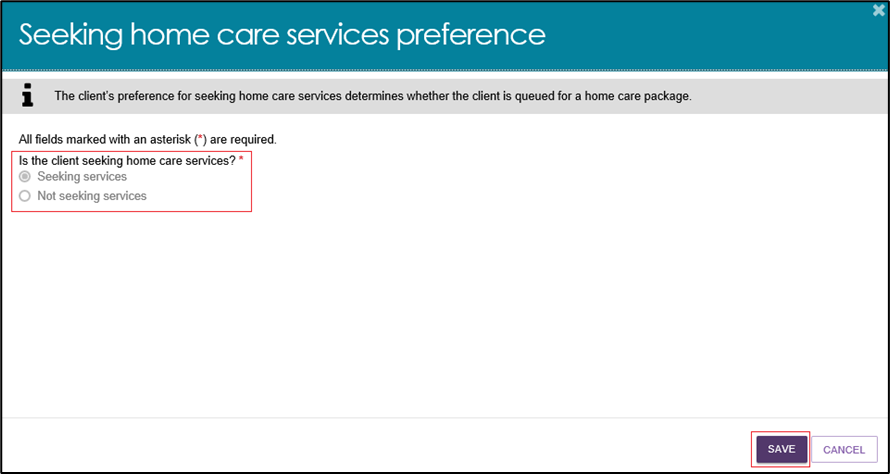 Seeking home care services preference
The client's preference for seeking home care services determines whether the client is queued for a home care package.
All fields marked with an asterisk (*) are required.
Is the client seeking home care services? *
Seeking services
Not seeking services
SAVE CANCEL